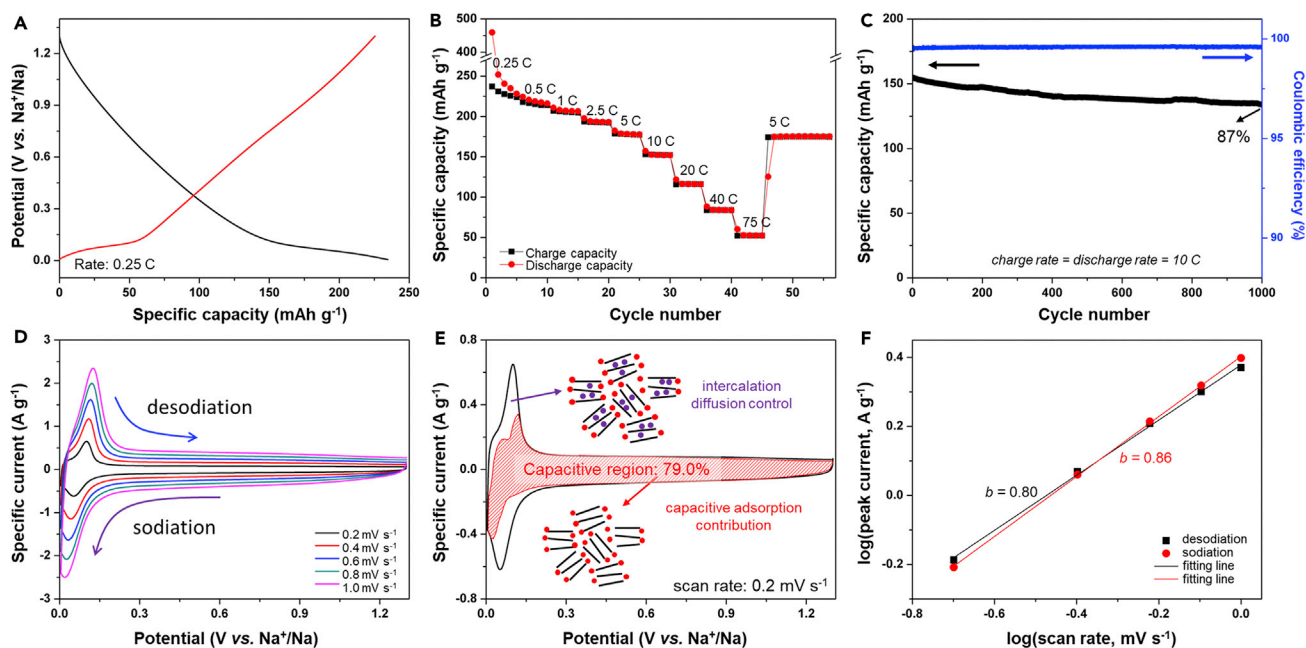 A
Potential (V vs. Na⁺/Na)
1.2
0.9
0.6
0.3
0.0
Rate: 0.25 C
0
50
100
150
200
250
Specific capacity (mAh g⁻¹)
B
Specific capacity (mAh g⁻¹)
500
400
250
200
150
100
50
0
0.25 C
0.5 C
1 C
2.5 C
5 C
10 C
20 C
40 C
75 C
5 C
Charge capacity
Discharge capacity
0
10
20
30
40
50
Cycle number
C
Specific capacity (mAh g⁻¹)
200
150
100
50
0
87%
charge rate = discharge rate = 10 C
100
95
90
Coulombic efficiency (%)
0
200
400
600
800
1000
Cycle number
D
Specific current (A g⁻¹)
3
2
1
0
-1
-2
-3
desodiation
sodiation
0.2 mV s⁻¹
0.4 mV s⁻¹
0.6 mV s⁻¹
0.8 mV s⁻¹
1.0 mV s⁻¹
0.0
0.3
0.6
0.9
1.2
Potential (V vs. Na⁺/Na)
E
Specific current (A g⁻¹)
0.8
0.4
0.0
-0.4
-0.8
intercalation
diffusion control
Capacitive region: 79.0%
capacitive adsorption
contribution
scan rate: 0.2 mV s⁻¹
0.0
0.3
0.6
0.9
1.2
Potential (V vs. Na⁺/Na)
F
log(peak current, A g⁻¹)
0.4
0.2
0.0
-0.2
b = 0.86
b = 0.80
desodiation
sodiation
fitting line
fitting line
-0.8
-0.6
-0.4
-0.2
0.0
log(scan rate, mV s⁻¹)